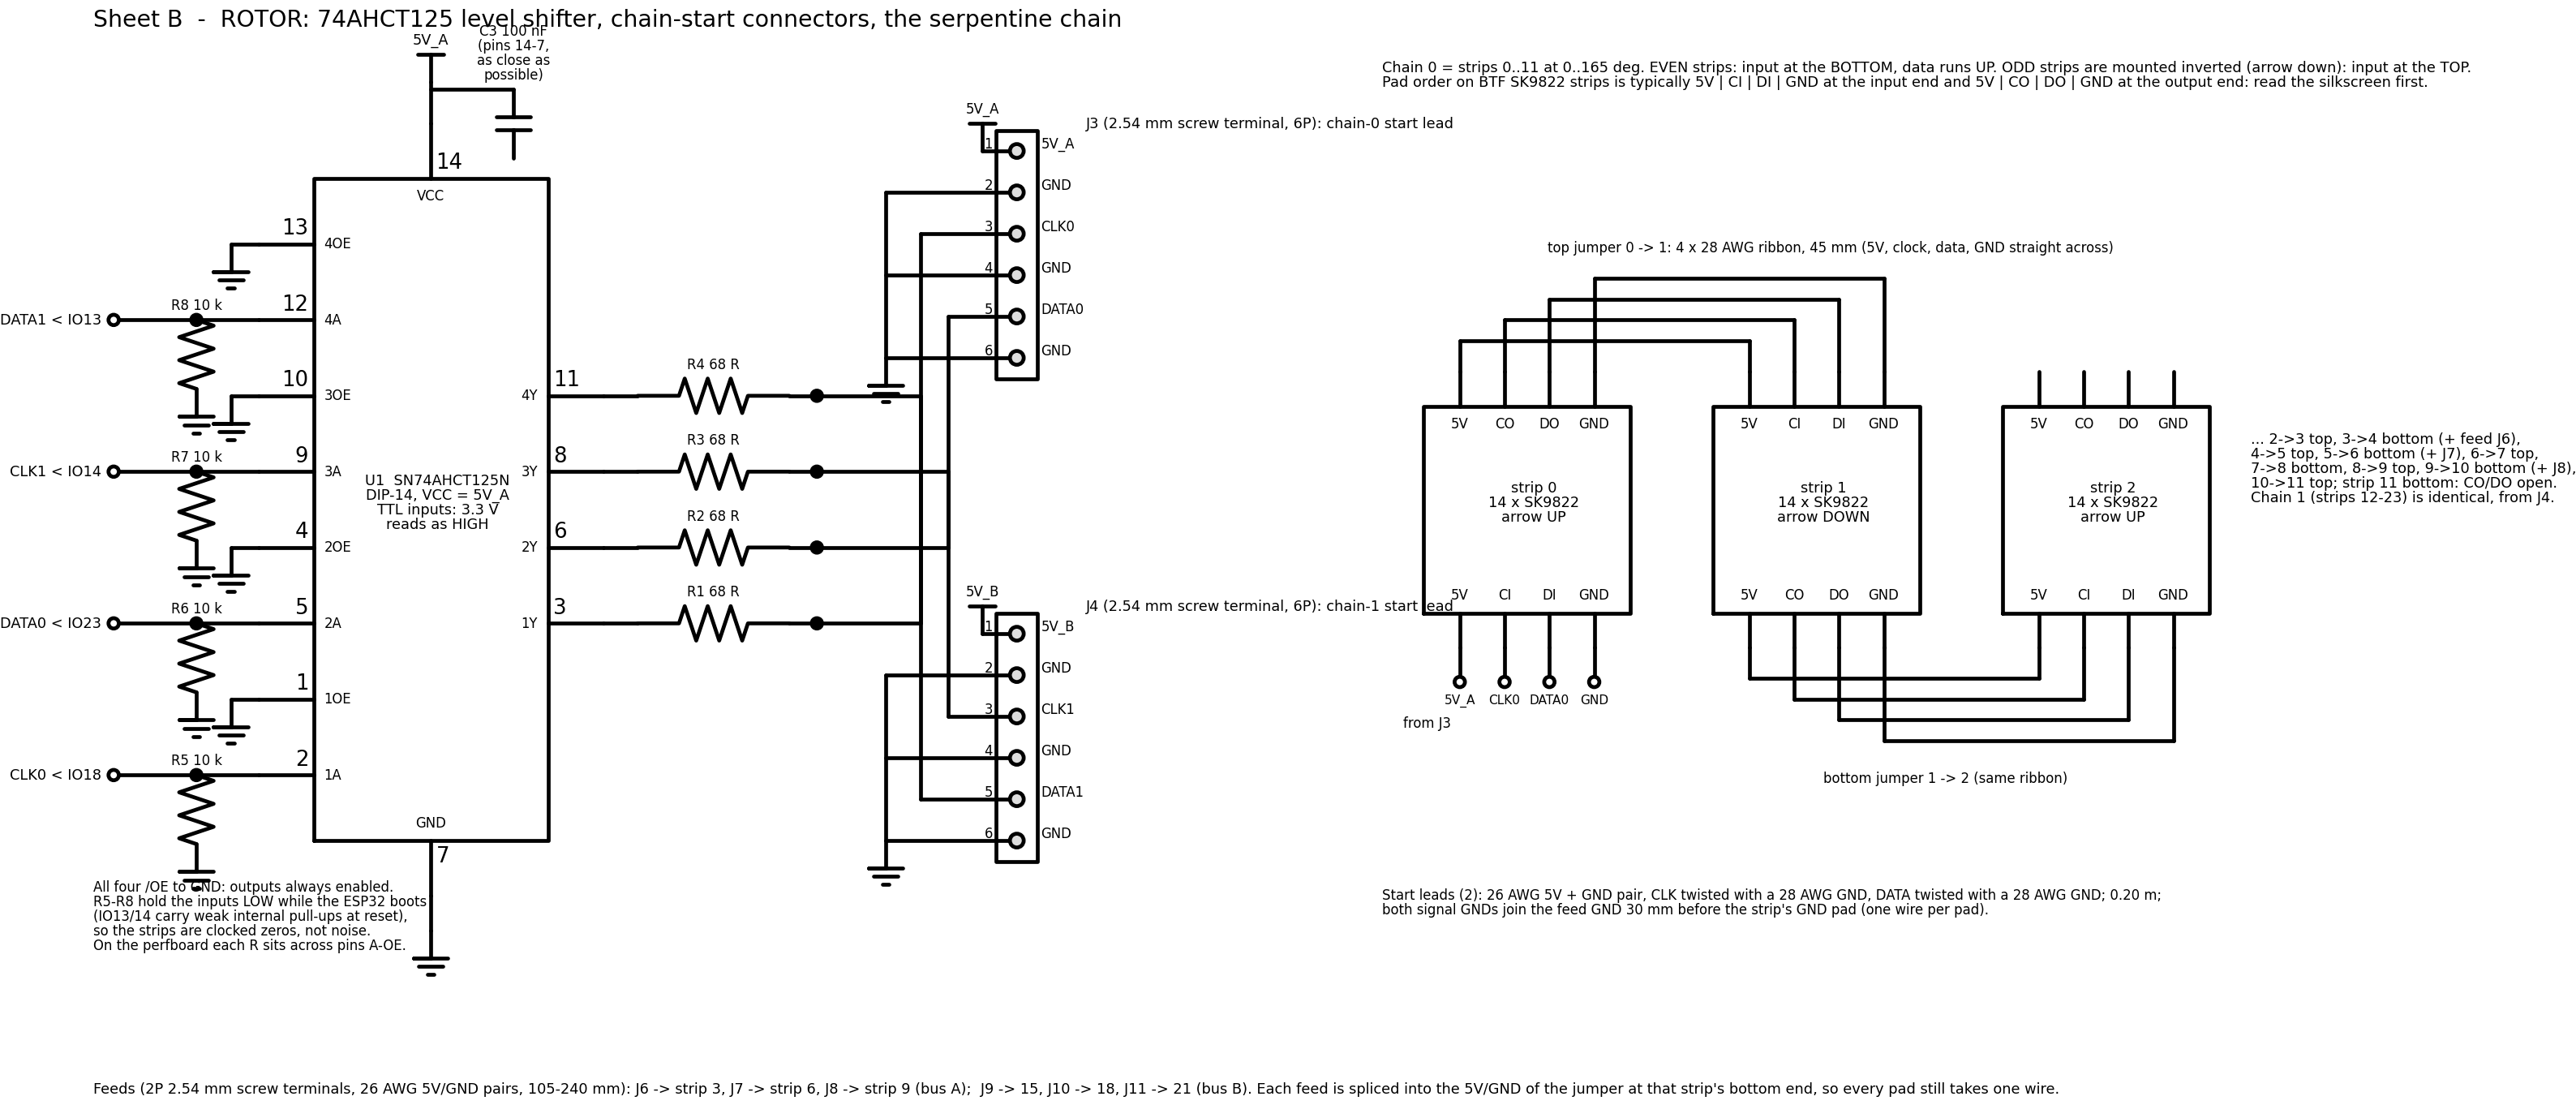 Sheet B - ROTOR: 74AHCT125 level shifter, chain-start connectors, the serpentine chain
5V_A
C3 100 nF
(pins 14-7,
as close as
possible)
14
VCC
13
4OE
R8 10 k
DATA1 < IO13
12
4A
10
3OE
R7 10 k
CLK1 < IO14
9
3A
4
2OE
R6 10 k
DATA0 < IO23
5
2A
1
1OE
R5 10 k
CLK0 < IO18
2
1A
U1 SN74AHCT125N
DIP-14, VCC = 5V_A
TTL inputs: 3.3 V
reads as HIGH
4Y
11
R4 68 R
3Y
8
R3 68 R
2Y
6
R2 68 R
1Y
3
R1 68 R
GND
7
All four /OE to GND: outputs always enabled.
R5-R8 hold the inputs LOW while the ESP32 boots
(IO13/14 carry weak internal pull-ups at reset),
so the strips are clocked zeros, not noise.
On the perfboard each R sits across pins A-OE.
5V_A
J3 (2.54 mm screw terminal, 6P): chain-0 start lead
1 5V_A
2 GND
3 CLK0
4 GND
5 DATA0
6 GND
5V_B
J4 (2.54 mm screw terminal, 6P): chain-1 start lead
1 5V_B
2 GND
3 CLK1
4 GND
5 DATA1
6 GND
Chain 0 = strips 0..11 at 0..165 deg. EVEN strips: input at the BOTTOM, data runs UP. ODD strips are mounted inverted (arrow down): input at the TOP.
Pad order on BTF SK9822 strips is typically 5V | CI | DI | GND at the input end and 5V | CO | DO | GND at the output end: read the silkscreen first.
top jumper 0 -> 1: 4 x 28 AWG ribbon, 45 mm (5V, clock, data, GND straight across)
5V CO DO GND
strip 0
14 x SK9822
arrow UP
5V CI DI GND
5V_A CLK0 DATA0 GND
from J3
5V CI DI GND
strip 1
14 x SK9822
arrow DOWN
5V CO DO GND
5V CO DO GND
strip 2
14 x SK9822
arrow UP
5V CI DI GND
bottom jumper 1 -> 2 (same ribbon)
... 2->3 top, 3->4 bottom (+ feed J6),
4->5 top, 5->6 bottom (+ J7), 6->7 top,
7->8 bottom, 8->9 top, 9->10 bottom (+ J8),
10->11 top; strip 11 bottom: CO/DO open.
Chain 1 (strips 12-23) is identical, from J4.
Start leads (2): 26 AWG 5V + GND pair, CLK twisted with a 28 AWG GND, DATA twisted with a 28 AWG GND; 0.20 m;
both signal GNDs join the feed GND 30 mm before the strip's GND pad (one wire per pad).
Feeds (2P 2.54 mm screw terminals, 26 AWG 5V/GND pairs, 105-240 mm): J6 -> strip 3, J7 -> strip 6, J8 -> strip 9 (bus A); J9 -> 15, J10 -> 18, J11 -> 21 (bus B). Each feed is spliced into the 5V/GND of the jumper at that strip's bottom end, so every pad still takes one wire.